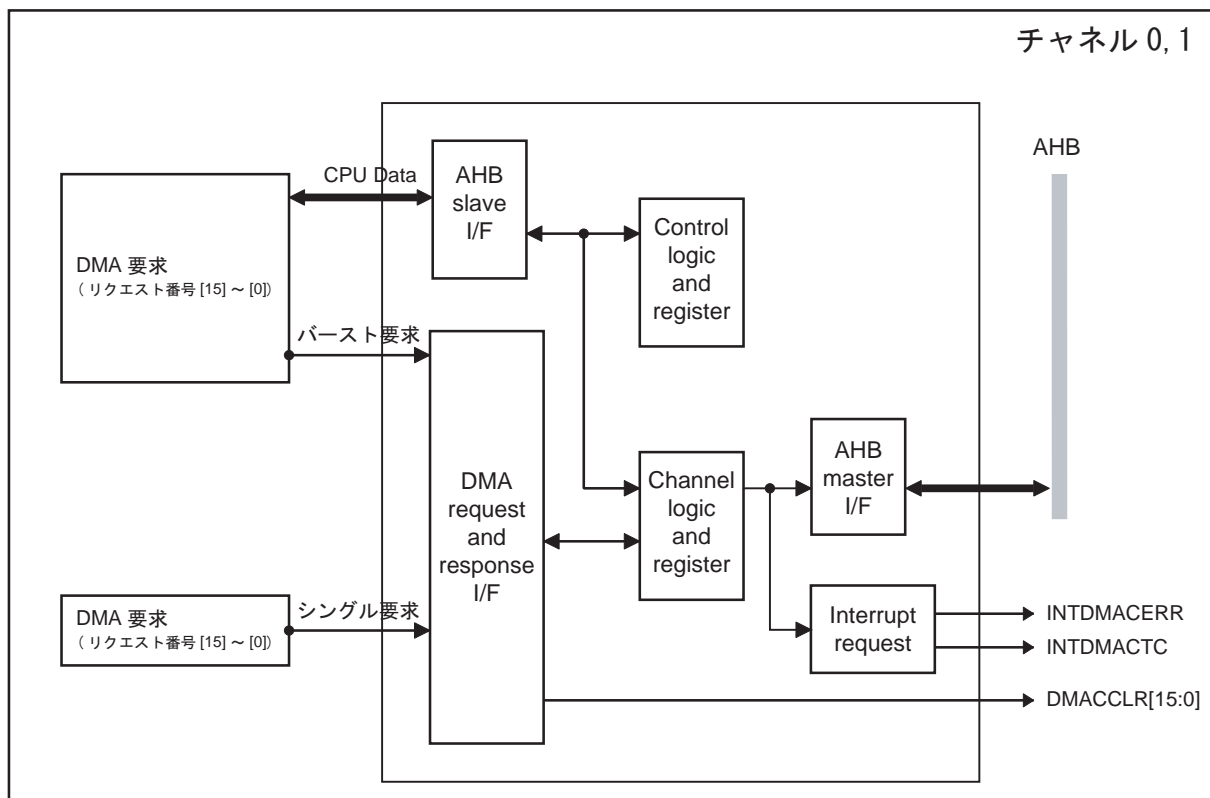 チャネル 0, 1
AHB
CPU Data
AHB
slave
I/F
Control
logic
and
register
DMA 要求
( リクエスト番号 [15] ~ [0])
バースト要求
DMA
request
and
response
I/F
Channel
logic
and
register
AHB
master
I/F
DMA 要求
( リクエスト番号 [15] ~ [0])
シングル要求
Interrupt
request
INTDMACERR
INTDMACTC
DMACCLR[15:0]